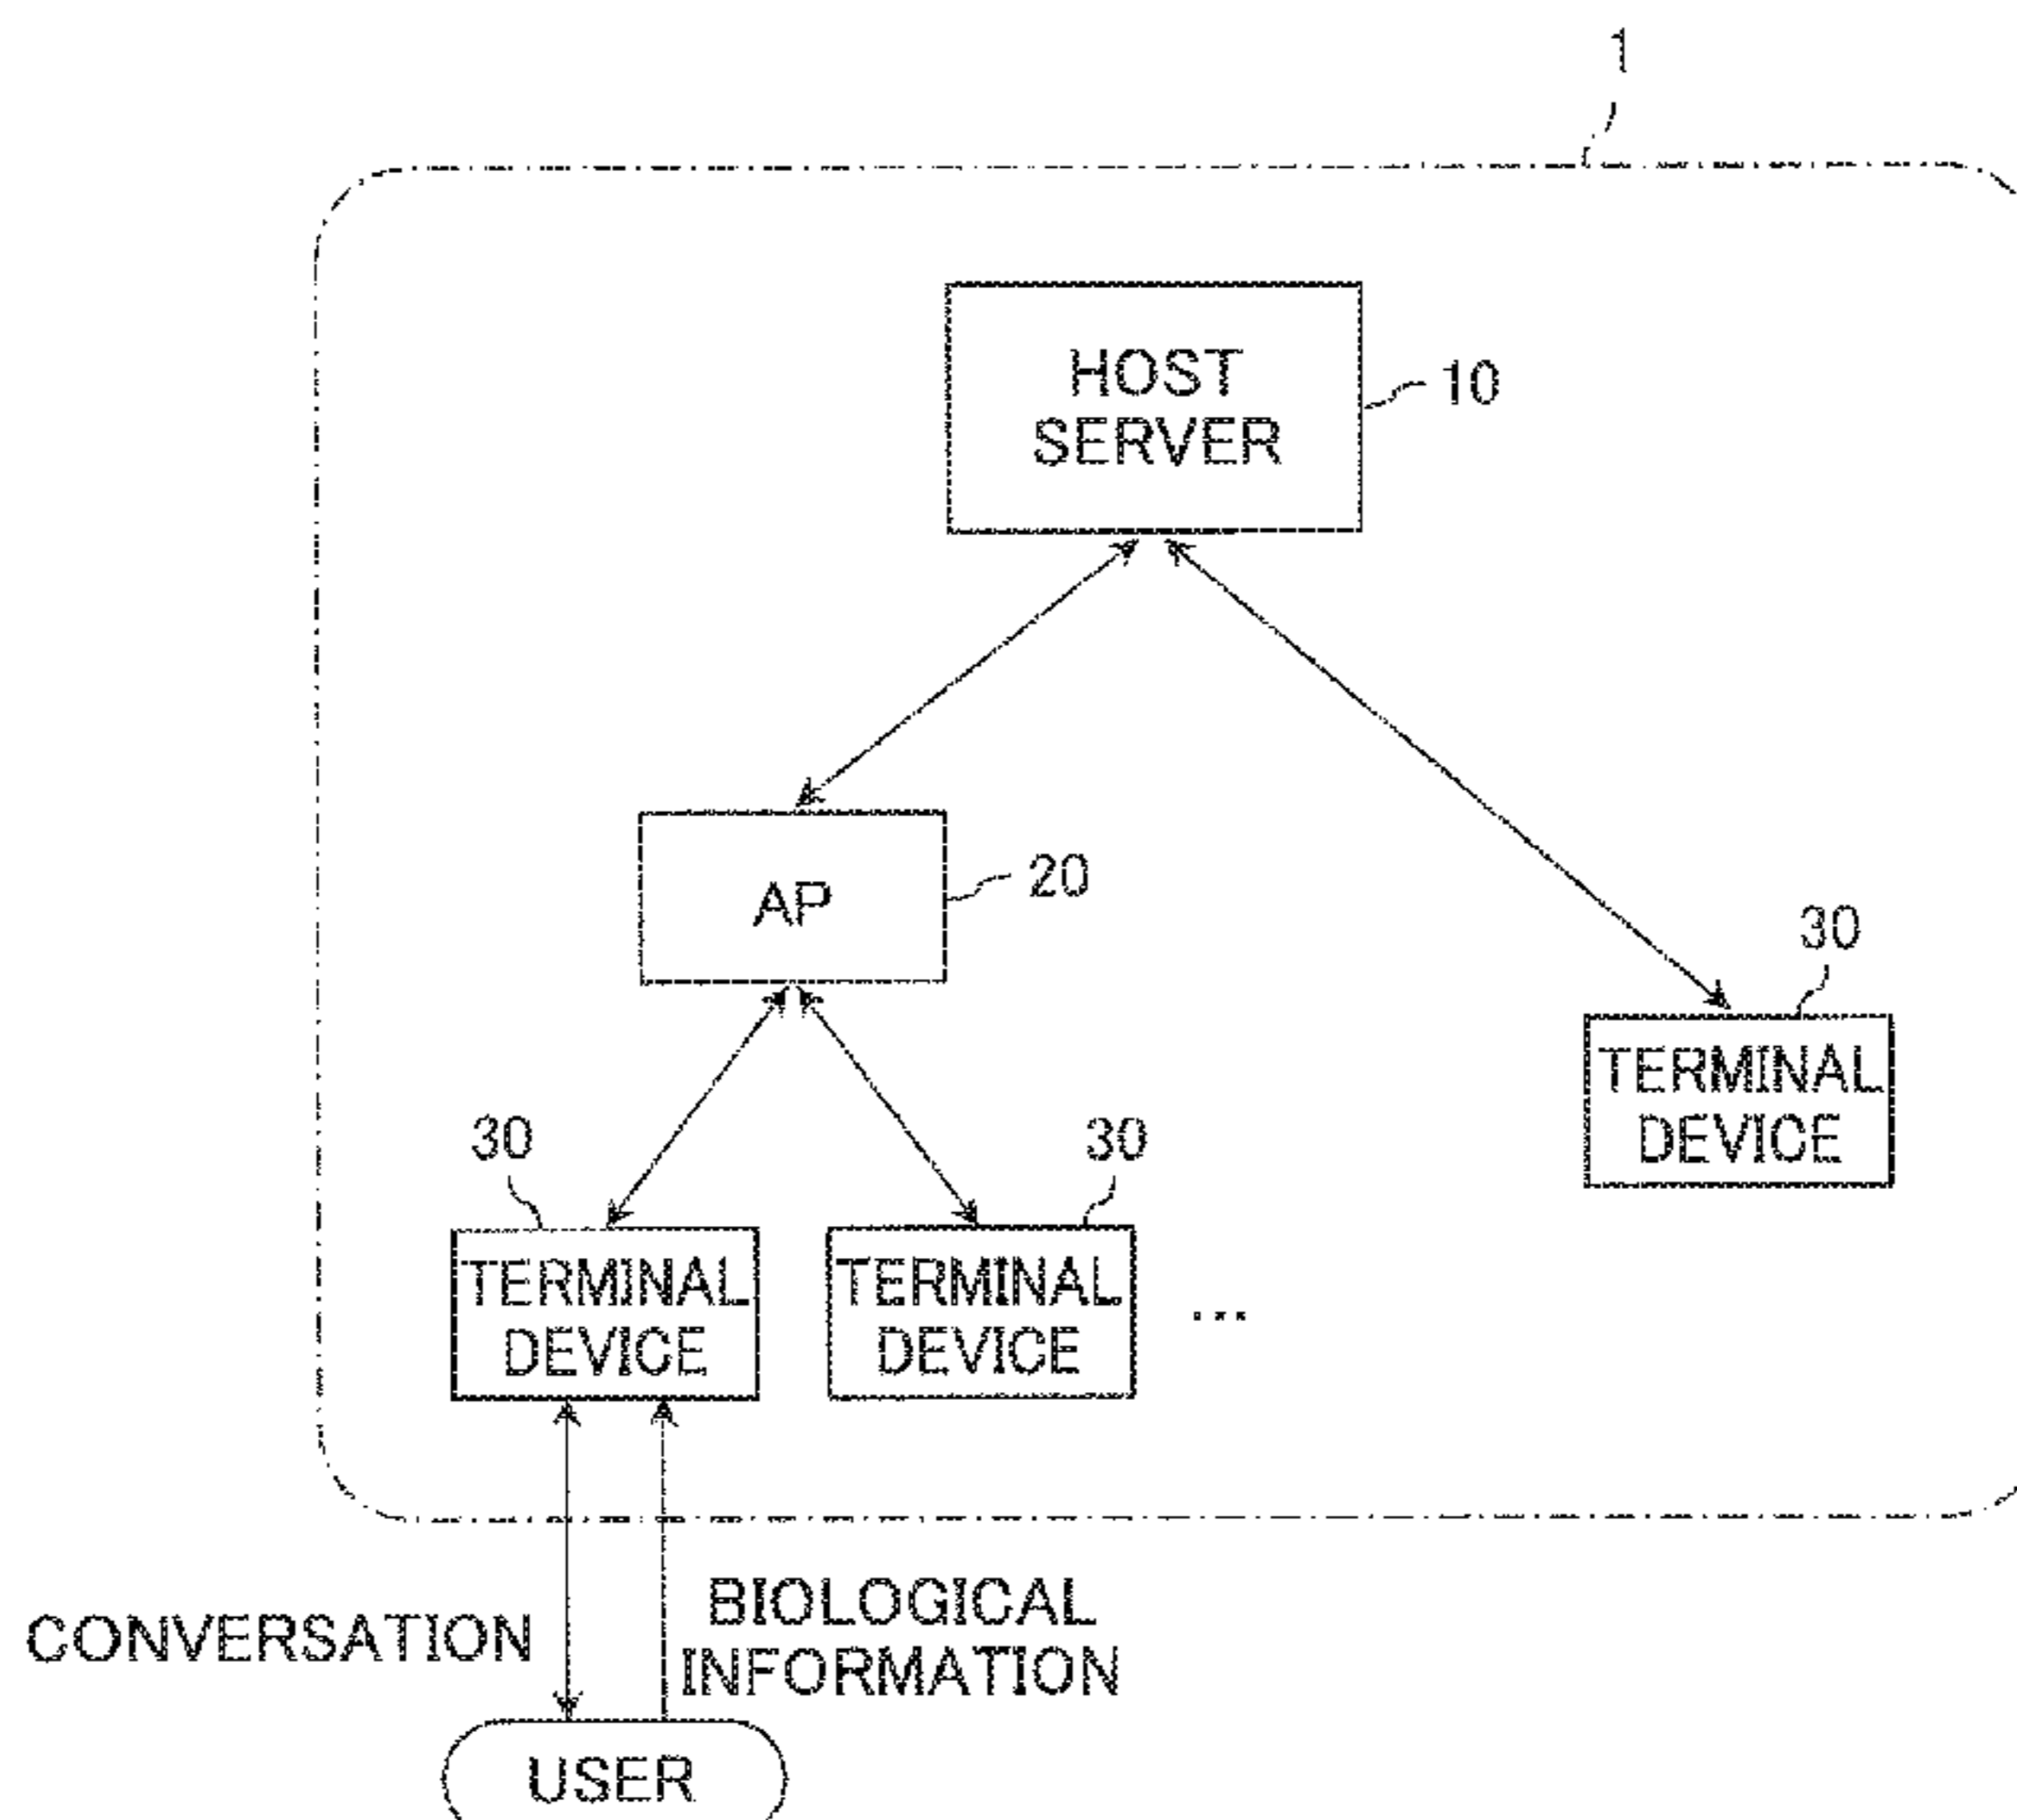 1
HOST
SERVER
10
AP
20
30
TERMINAL
DEVICE
30
30
TERMINAL
DEVICE
TERMINAL
DEVICE
...
CONVERSATION
BIOLOGICAL
INFORMATION
USER